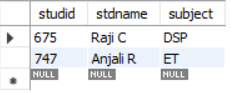 studid stdname subject
675 Raji C DSP
747 Anjali R ET
NULL NULL NULL